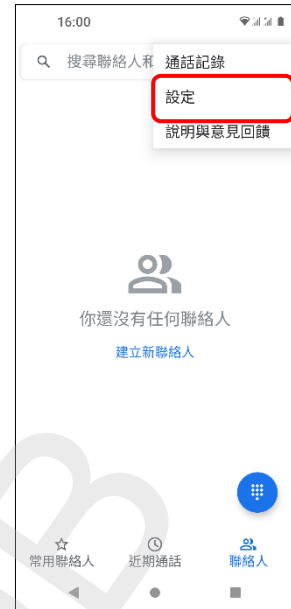 16:00
搜尋聯絡人和
通話記錄
設定
說明與意見回饋
你還沒有任何聯絡人
建立新聯絡人
常用聯絡人 近期通話 聯絡人